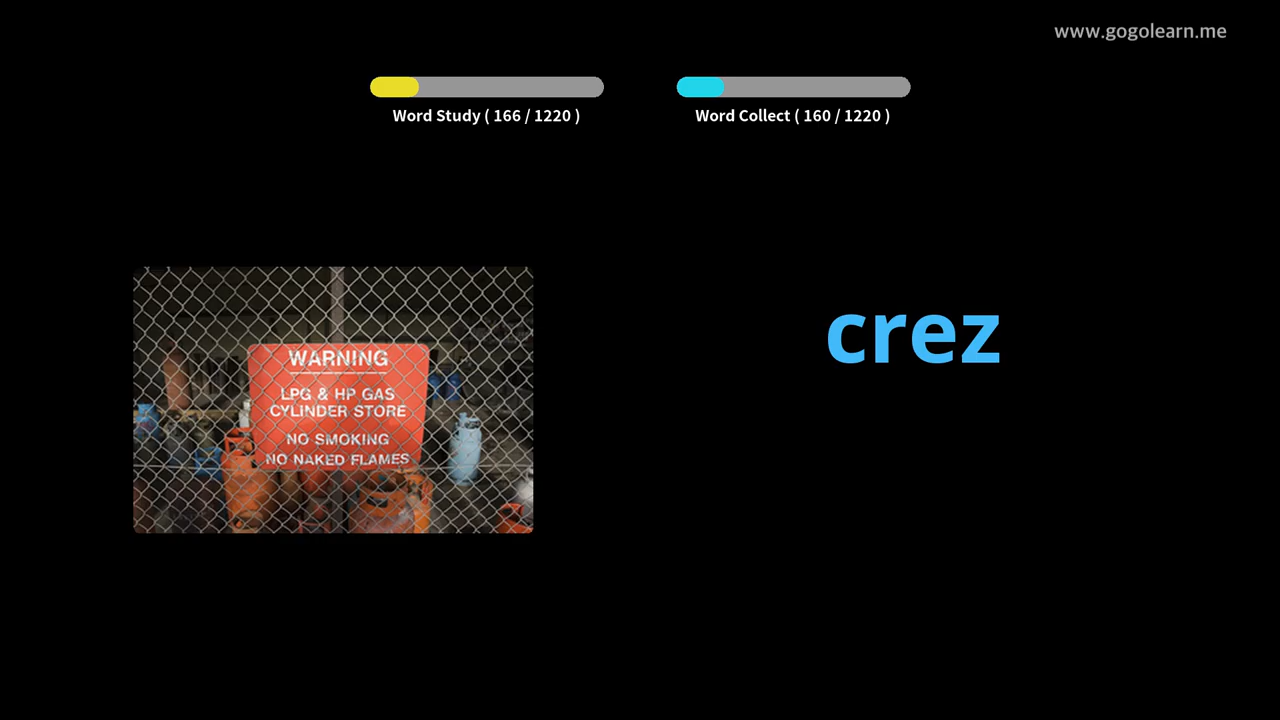 www.gogolearn.me
Word Study ( 166 / 1220 )
Word Collect ( 160 / 1220 )
WARNING
LPG & HP GAS
CYLINDER STORE
NO SMOKING
NO NAKED FLAMES
crez